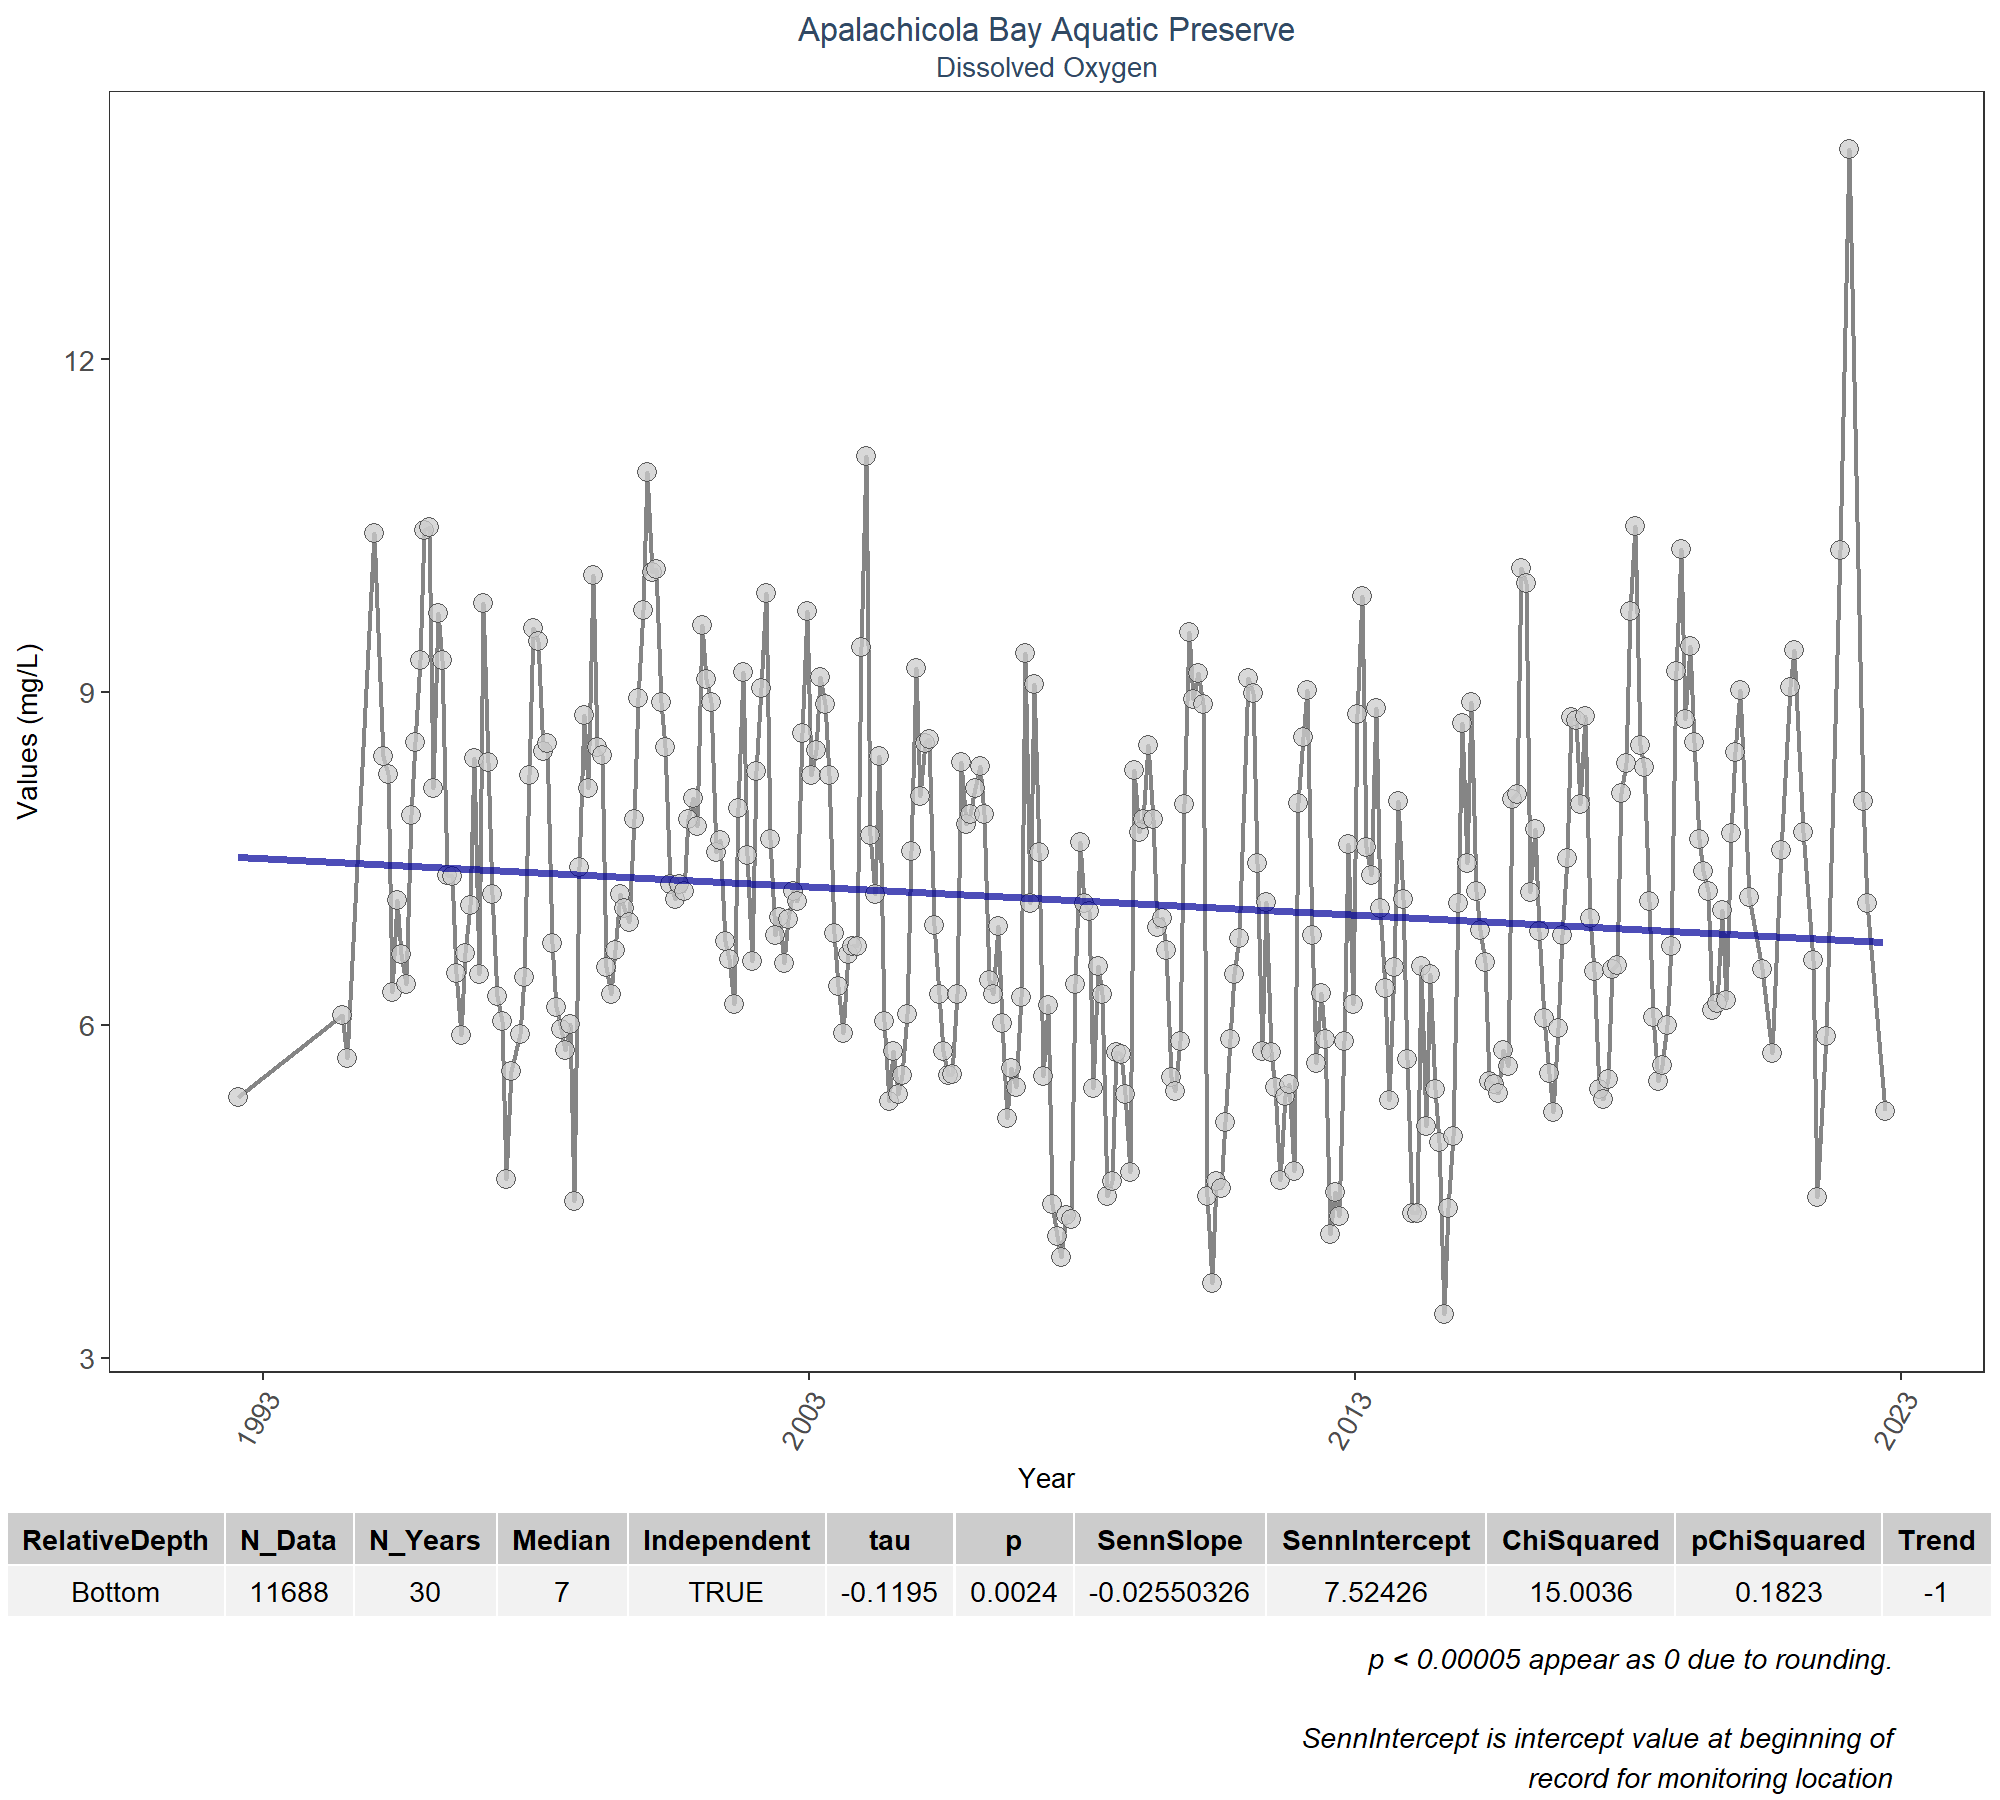 Apalachicola Bay Aquatic Preserve
Dissolved Oxygen
Values (mg/L)
12
9
6
3
1993
2003
2013
2023
Year
RelativeDepth N_Data N_Years Median Independent tau p SennSlope SennIntercept ChiSquared pChiSquared Trend
Bottom 11688 30 7 TRUE -0.1195 0.0024 -0.02550326 7.52426 15.0036 0.1823 -1
p < 0.00005 appear as 0 due to rounding.
SennIntercept is intercept value at beginning of
record for monitoring location